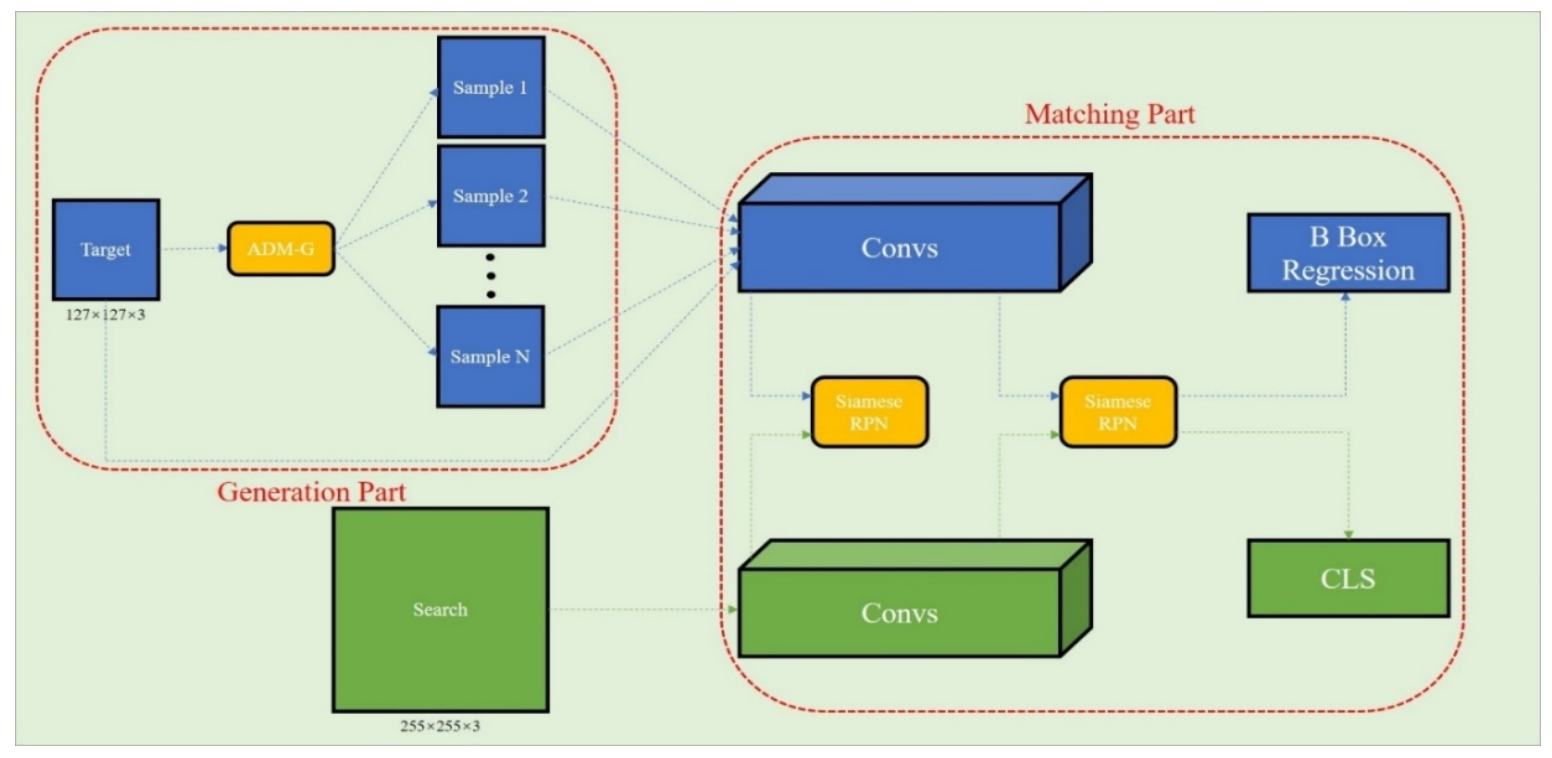 Sample 1
Matching Part
Sample 2
Target
ADM-G
Convs
B Box
Regression
127×127×3
Sample N
Siamese
RPN
Siamese
RPN
Generation Part
Search
Convs
CLS
255×255×3